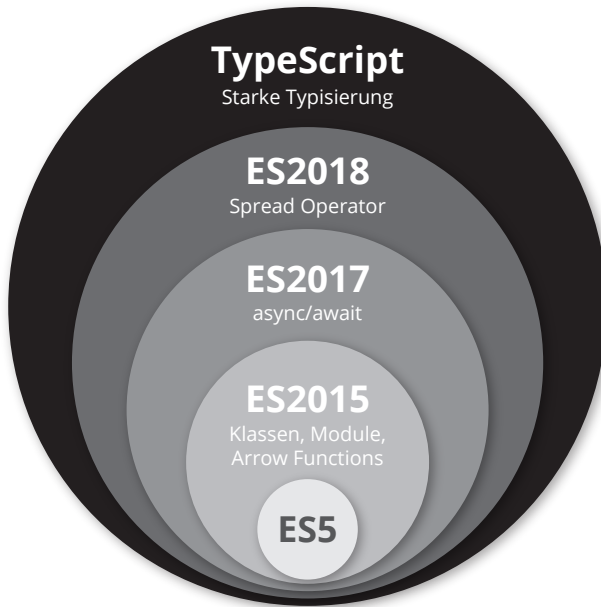 TypeScript
Starke Typisierung
ES2018
Spread Operator
ES2017
async/await
ES2015
Klassen, Module,
Arrow Functions
ES5